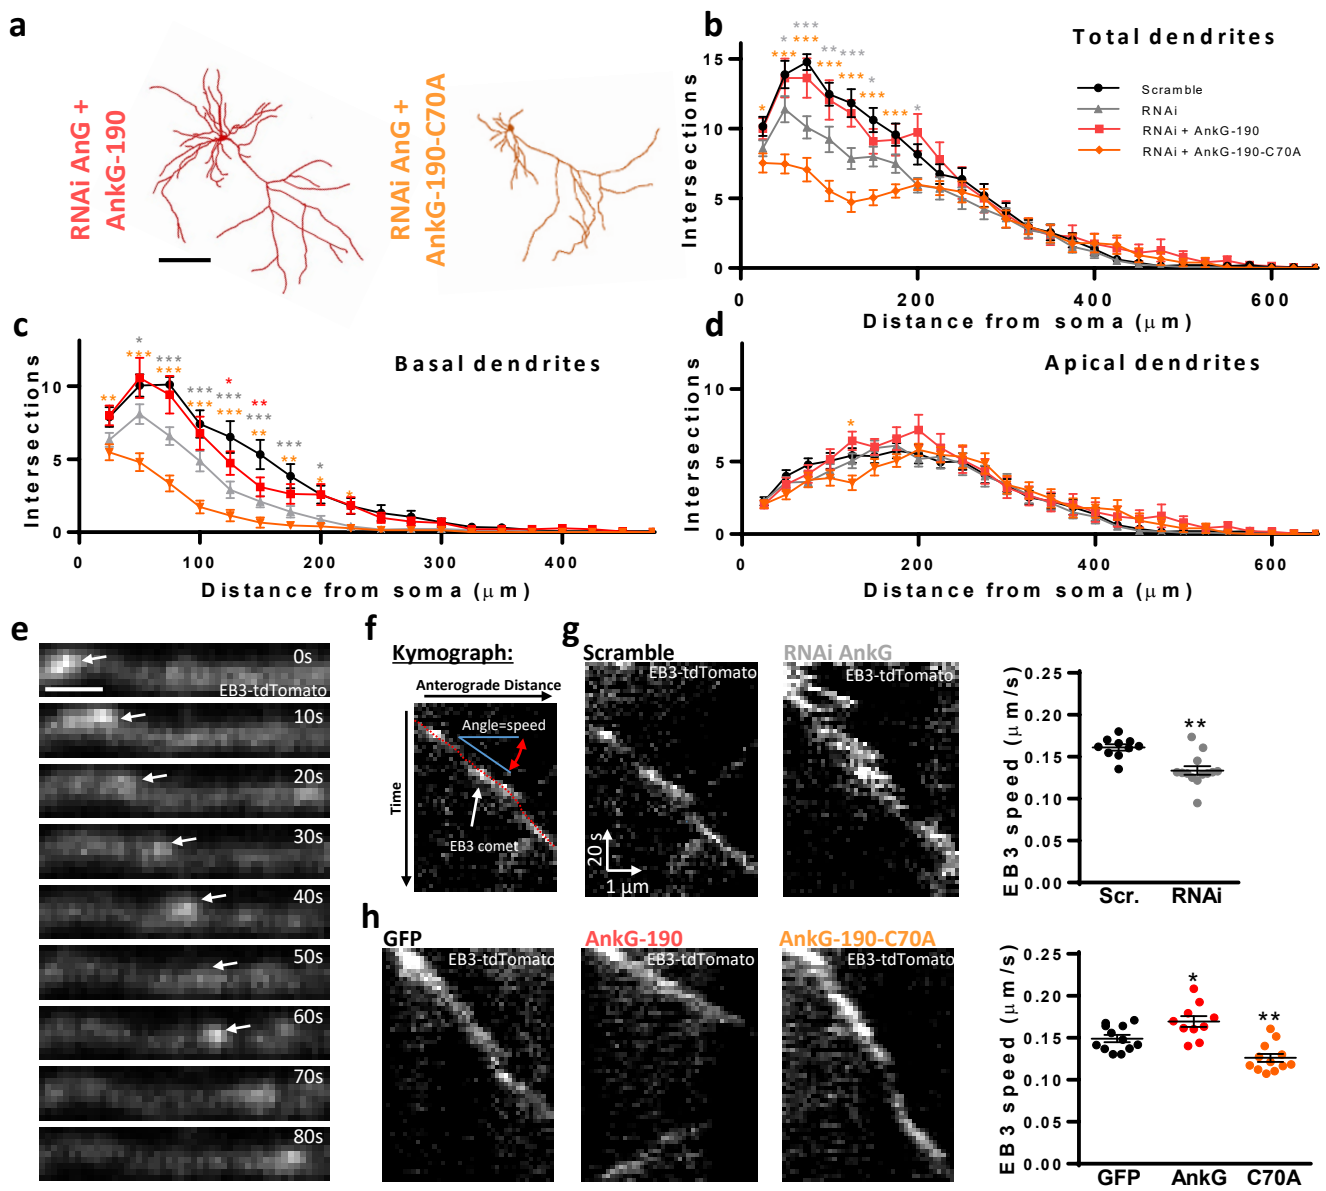 a
RNAi AnG +
AnkG-190
RNAi AnG +
AnkG-190-C70A
b
Total dendrites
Intersections
15
10
5
0
* *** ** *** * *
* *** *** *** *** *** ***
Scramble
RNAi
RNAi + AnkG-190
RNAi + AnkG-190-C70A
0 200 400 600
Distance from soma (μm)
c
Basal dendrites
Intersections
10
5
0
** *** *** *** *** ** ** * *
* *** *** *** *** *** *
* **
0 100 200 300 400
Distance from soma (μm)
d
Apical dendrites
Intersections
10
5
0
*
0 200 400 600
Distance from soma (μm)
e
0s
EB3-tdTomato
10s
20s
30s
40s
50s
60s
70s
80s
f
Kymograph:
Anterograde Distance
Time
Angle=speed
EB3 comet
g
Scramble
EB3-tdTomato
20 s
1 μm
RNAi AnkG
EB3-tdTomato
EB3 speed (μm/s)
0.25
0.20
0.15
0.10
0.05
0.00
**
Scr. RNAi
h
GFP
EB3-tdTomato
AnkG-190
EB3-tdTomato
AnkG-190-C70A
EB3-tdTomato
EB3 speed (μm/s)
0.25
0.20
0.15
0.10
0.05
0.00
*
**
GFP AnkG C70A